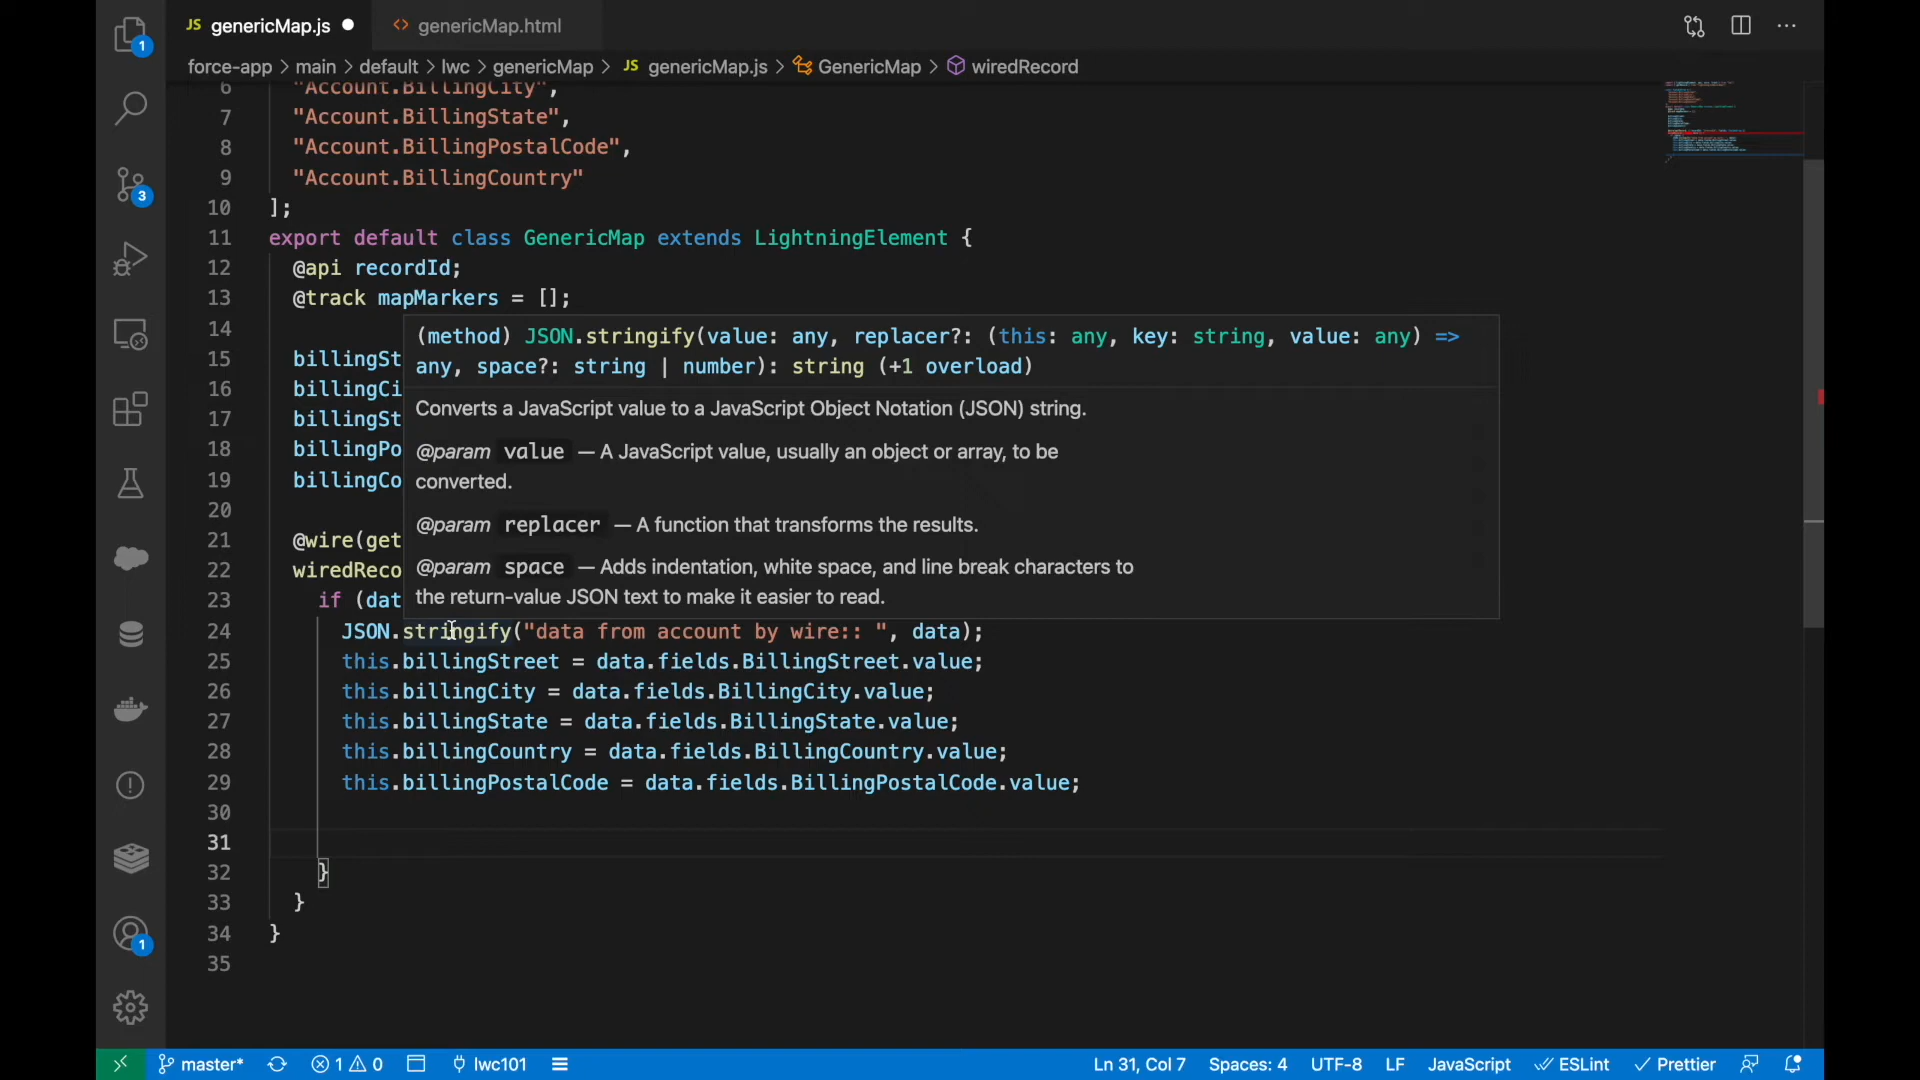 JS genericMap.js ● <> genericMap.html
1
force-app > main > default > lwc > genericMap > JS genericMap.js > GenericMap > wiredRecord
6 "Account.BillingCity",
7 "Account.BillingState",
8 "Account.BillingPostalCode",
9 "Account.BillingCountry"
10 ];
11 export default class GenericMap extends LightningElement {
12 @api recordId;
13 @track mapMarkers = [];
14
(method) JSON.stringify(value: any, replacer?: (this: any, key: string, value: any) =>
any, space?: string | number): string (+1 overload)
Converts a JavaScript value to a JavaScript Object Notation (JSON) string.
@param value — A JavaScript value, usually an object or array, to be
converted.
@param replacer — A function that transforms the results.
@param space — Adds indentation, white space, and line break characters to
the return-value JSON text to make it easier to read.
3
15 billingSt
16 billingCi
17 billingSt
18 billingPo
19 billingCo
20
21 @wire(get
22 wiredReco
23 if (dat
24 JSON.stringify("data from account by wire:: ", data);
25 this.billingStreet = data.fields.BillingStreet.value;
26 this.billingCity = data.fields.BillingCity.value;
27 this.billingState = data.fields.BillingState.value;
28 this.billingCountry = data.fields.BillingCountry.value;
29 this.billingPostalCode = data.fields.BillingPostalCode.value;
30
31
32 }
33 }
34 }
35
1
master* 1 0 lwc101 Ln 31, Col 7 Spaces: 4 UTF-8 LF JavaScript ESLint Prettier